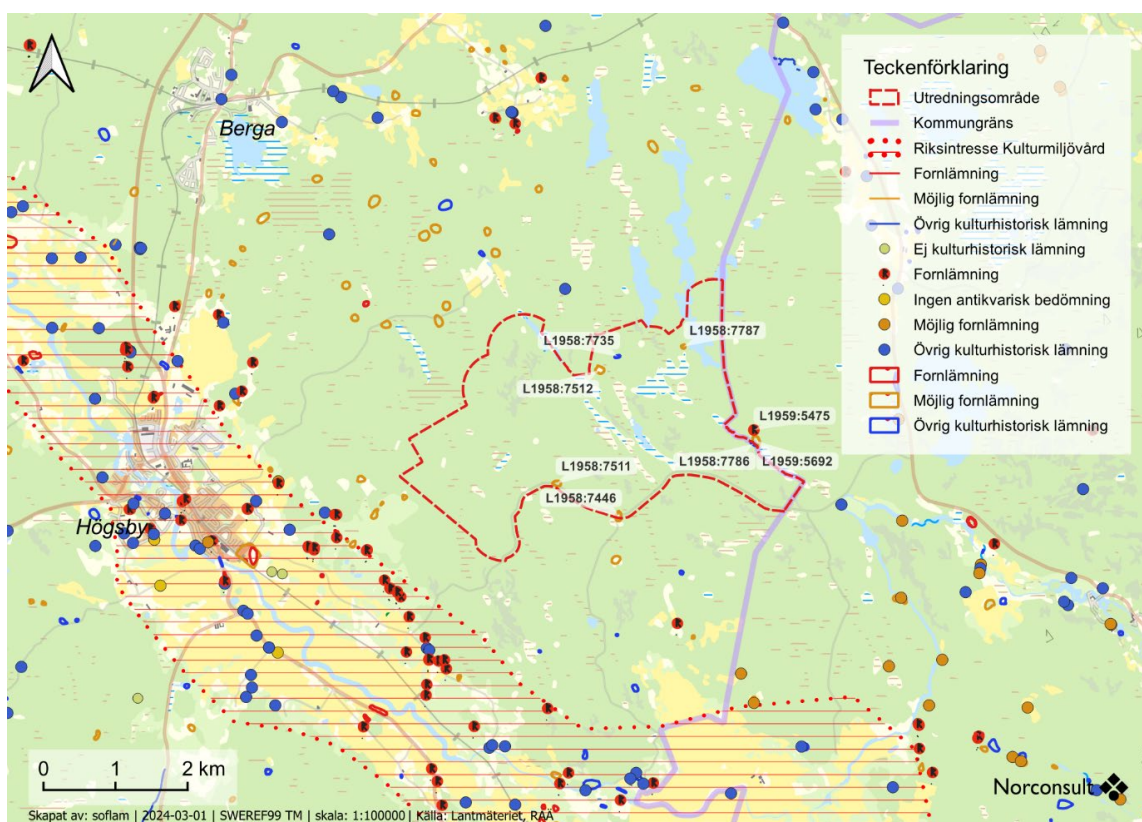 Berga
Högsby
L1958:7735
L1958:7787
L1958:7512
L1959:5475
L1958:7511
L1958:7786
L1959:5692
L1958:7446
Teckenförklaring
Utredningsområde
Kommungräns
Riksintresse Kulturmiljövård
Fornlämning
Möjlig fornlämning
Övrig kulturhistorisk lämning
Ej kulturhistorisk lämning
Fornlämning
Ingen antikvarisk bedömning
Möjlig fornlämning
Övrig kulturhistorisk lämning
Fornlämning
Möjlig fornlämning
Övrig kulturhistorisk lämning
0 1 2 km
Norconsult
Skapat av: soflam | 2024-03-01 | SWEREF99 TM | skala: 1:100000 | Källa: Lantmäteriet, RAÄ